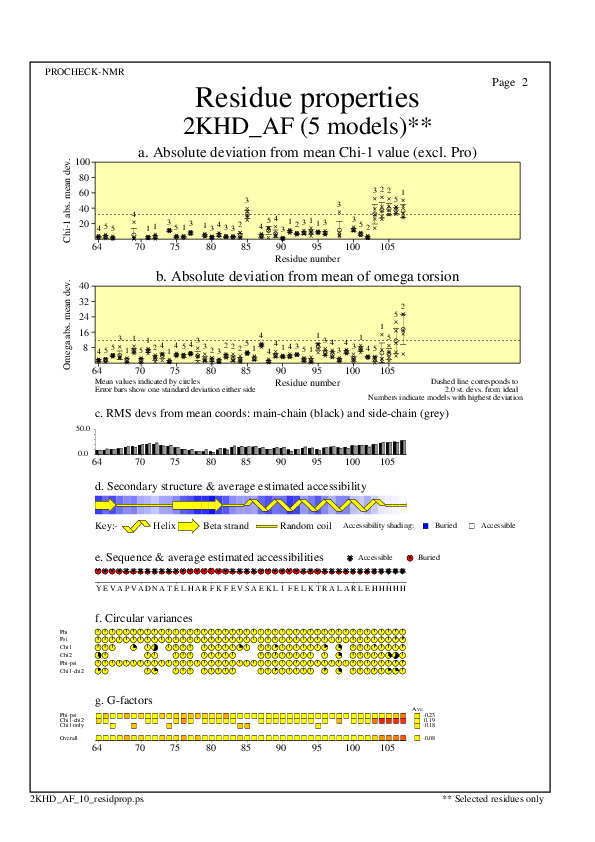 PROCHECK-NMR
Page 2
Residue properties
2KHD_AF (5 models)**
a. Absolute deviation from mean Chi-1 value (excl. Pro)
Chi-1 abs. mean dev.
100
80
60
40
20
64 70 75 80 85 90 95 100 105
Residue number
b. Absolute deviation from mean of omega torsion
Omega abs. mean dev.
40
32
24
16
8
64 70 75 80 85 90 95 100 105
Residue number
Mean values indicated by circles
Error bars show one standard deviation either side
Dashed line corresponds to
2.0 st. devs. from ideal
Numbers indicate models with highest deviation
c. RMS devs from mean coords: main-chain (black) and side-chain (grey)
50.0
0.0
64 70 75 80 85 90 95 100 105
d. Secondary structure & average estimated accessibility
Key:- Helix Beta strand Random coil Accessibility shading: Buried Accessible
e. Sequence & average estimated accessibilities Accessible Buried
Y E V A P V A D N A T E L H A R F K F E V S A E K L I F E L K T R A L A R L E H H H H H
f. Circular variances
Phi
Psi
Chi1
Chi2
Phi-psi
Chi1-chi2
g. G-factors
Ave
Phi-psi -0.23
Chi1-chi2 0.19
Chi1 only -0.18
Overall -0.08
64 70 75 80 85 90 95 100 105
2KHD_AF_10_residprop.ps
** Selected residues only